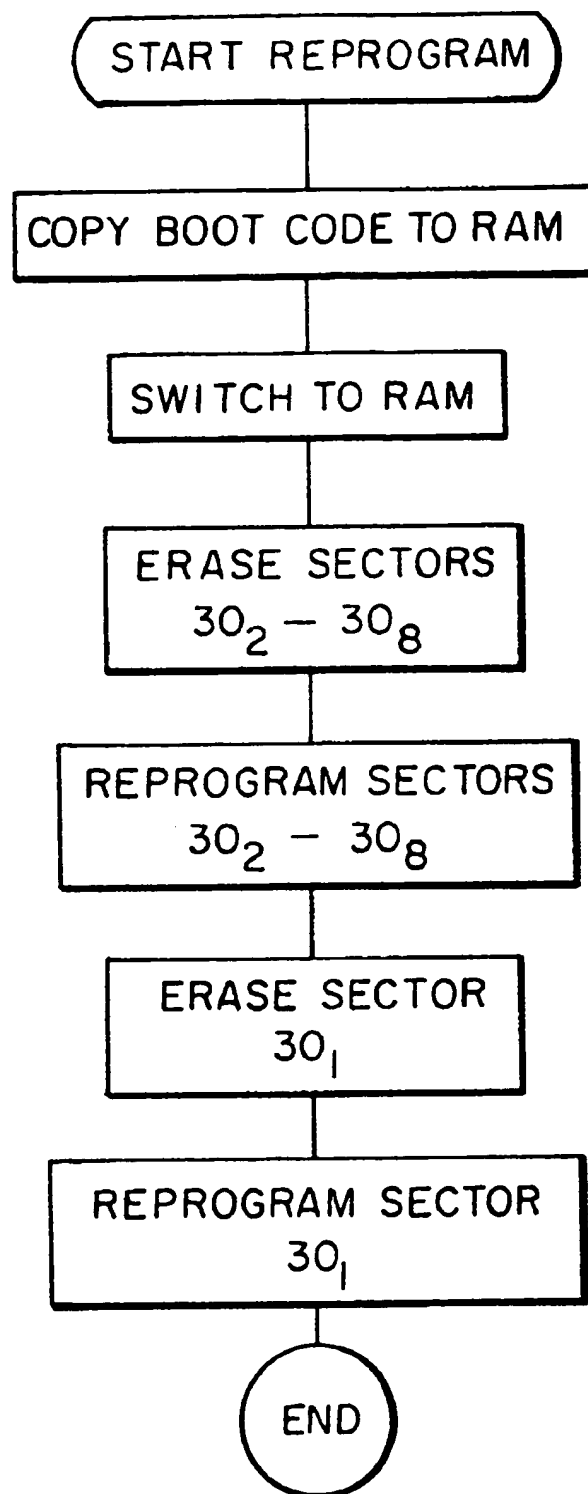 START REPROGRAM
COPY BOOT CODE TO RAM
SWITCH TO RAM
ERASE SECTORS
30₂ – 30₈
REPROGRAM SECTORS
30₂ – 30₈
ERASE SECTOR
30₁
REPROGRAM SECTOR
30₁
END